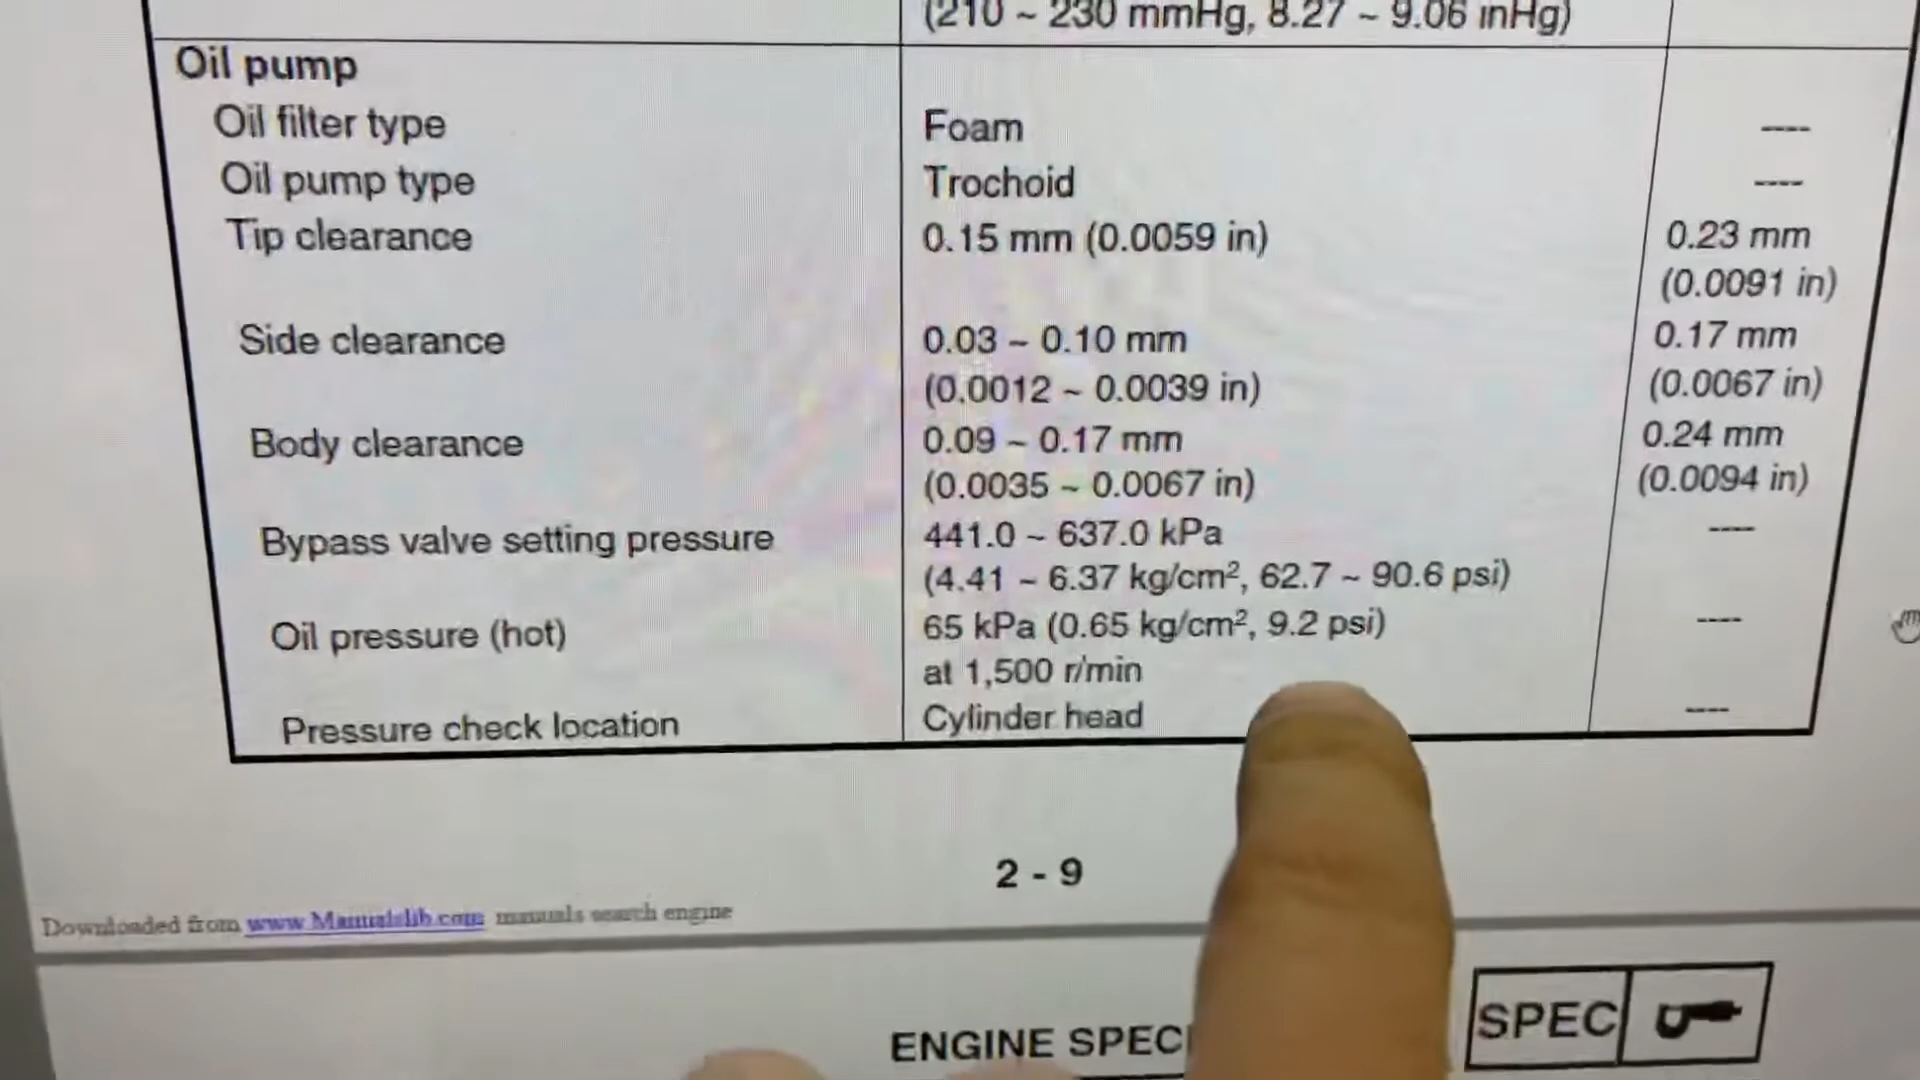 (210 ~ 230 mmHg, 8.27 ~ 9.06 inHg)
Oil pump
Oil filter type Foam ----
Oil pump type Trochoid ----
Tip clearance 0.15 mm (0.0059 in) 0.23 mm
(0.0091 in)
Side clearance 0.03 ~ 0.10 mm 0.17 mm
(0.0012 ~ 0.0039 in) (0.0067 in)
Body clearance 0.09 ~ 0.17 mm 0.24 mm
(0.0035 ~ 0.0067 in) (0.0094 in)
Bypass valve setting pressure 441.0 ~ 637.0 kPa ----
(4.41 ~ 6.37 kg/cm², 62.7 ~ 90.6 psi)
Oil pressure (hot) 65 kPa (0.65 kg/cm², 9.2 psi) ----
at 1,500 r/min
Pressure check location Cylinder head ----
2 - 9
Downloaded from www.Manualslib.com manuals search engine
ENGINE SPECI
SPEC